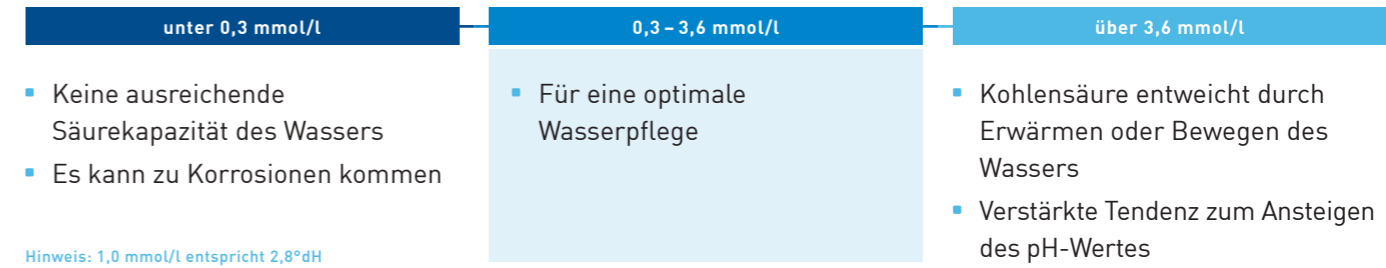 unter 0,3 mmol/l
0,3 – 3,6 mmol/l
über 3,6 mmol/l
Keine ausreichende
Säurekapazität des Wassers
Es kann zu Korrosionen kommen
Hinweis: 1,0 mmol/l entspricht 2,8°dH
Für eine optimale
Wasserpflege
Kohlensäure entweicht durch
Erwärmen oder Bewegen des
Wassers
Verstärkte Tendenz zum Ansteigen
des pH-Wertes